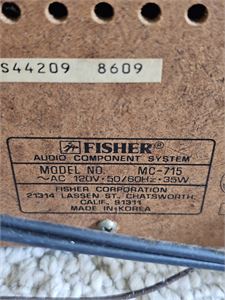 S44209 8609
FISHER®
AUDIO COMPONENT SYSTEM
MODEL NO. MC-715
~AC 120V·50/60Hz·35W
FISHER CORPORATION
21314 LASSEN ST. CHATSWORTH,
CALIF. 91311
MADE IN KOREA